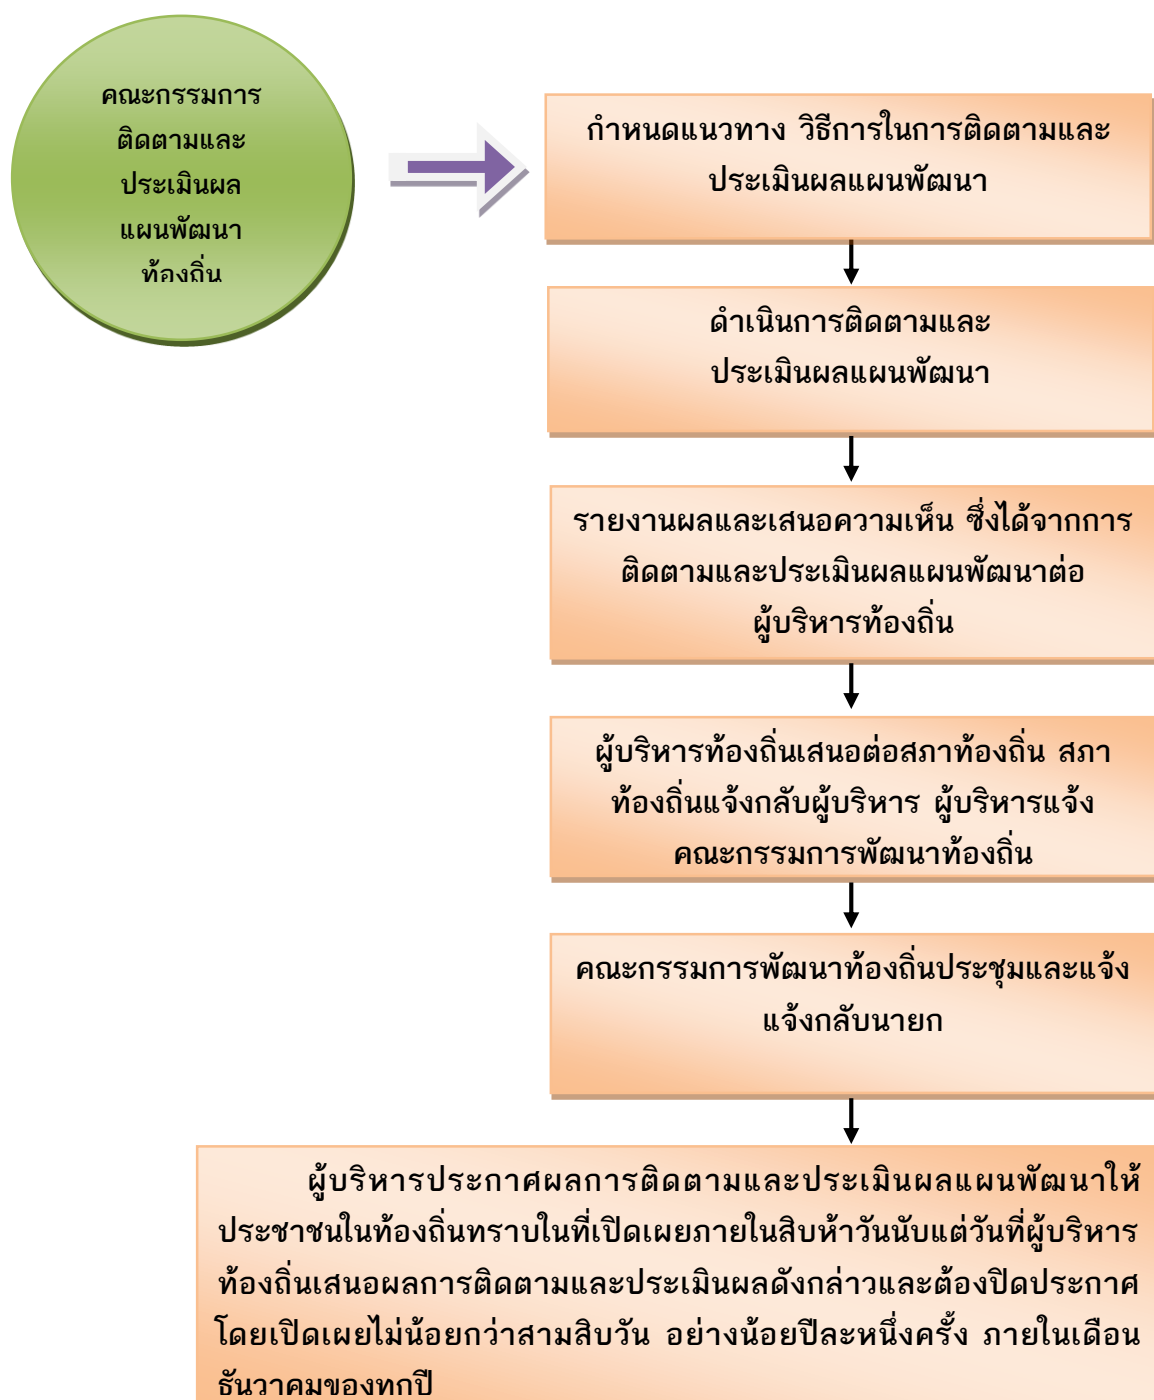 คณะกรรมการ
ติดตามและ
ประเมินผล
แผนพัฒนา
ท้องถิ่น
กำหนดแนวทาง วิธีการในการติดตามและ
ประเมินผลแผนพัฒนา
ดำเนินการติดตามและ
ประเมินผลแผนพัฒนา
รายงานผลและเสนอความเห็น ซึ่งได้จากการ
ติดตามและประเมินผลแผนพัฒนาต่อ
ผู้บริหารท้องถิ่น
ผู้บริหารท้องถิ่นเสนอต่อสภาท้องถิ่น สภา
ท้องถิ่นแจ้งกลับผู้บริหาร ผู้บริหารแจ้ง
คณะกรรมการพัฒนาท้องถิ่น
คณะกรรมการพัฒนาท้องถิ่นประชุมและแจ้ง
แจ้งกลับนายก
ผู้บริหารประกาศผลการติดตามและประเมินผลแผนพัฒนาให้
ประชาชนในท้องถิ่นทราบในที่เปิดเผยภายในสิบห้าวันนับแต่วันที่ผู้บริหาร
ท้องถิ่นเสนอผลการติดตามและประเมินผลดังกล่าวและต้องปิดประกาศ
โดยเปิดเผยไม่น้อยกว่าสามสิบวัน อย่างน้อยปีละหนึ่งครั้ง ภายในเดือน
ธันวาคมของทุกปี